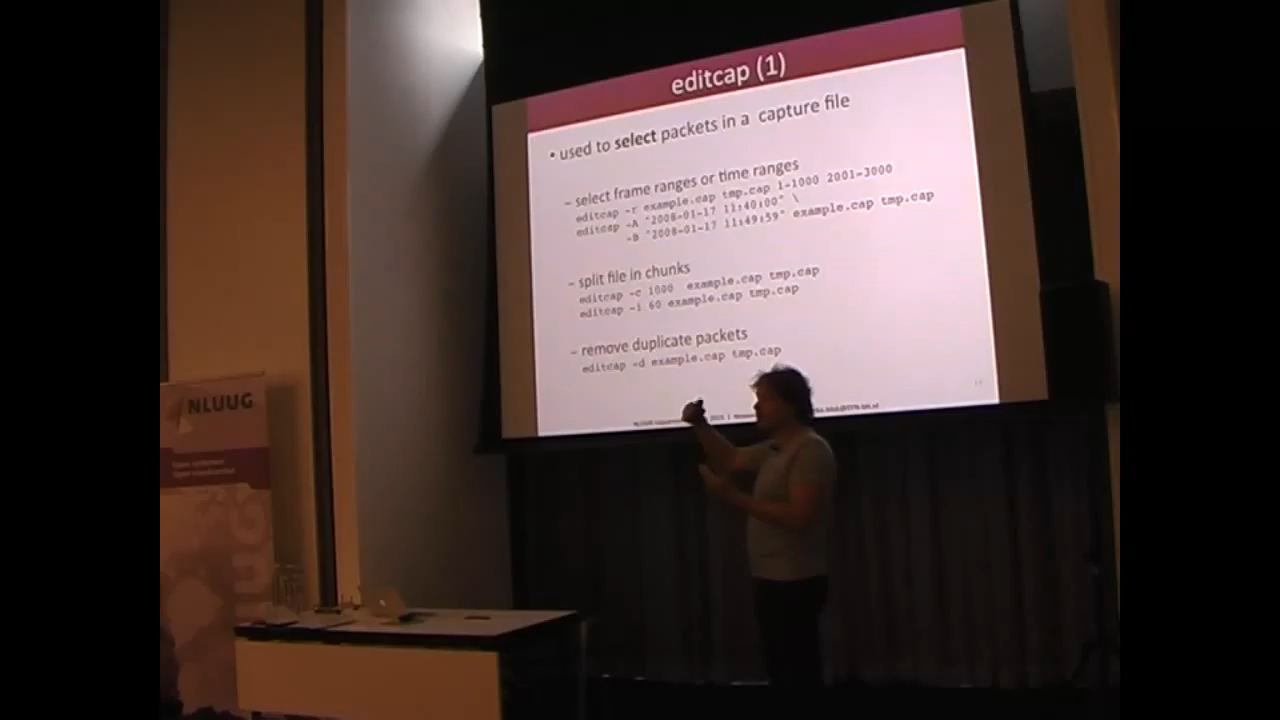 editcap (1)
• used to select packets in a capture file
– select frame ranges or time ranges
editcap -r example.cap tmp.cap 1-1000 2001-3000
editcap -A "2008-01-17 11:40:00" \
-B "2008-01-17 11:49:59" example.cap tmp.cap
– split file in chunks
editcap -c 1000 example.cap tmp.cap
editcap -i 60 example.cap tmp.cap
– remove duplicate packets
editcap -d example.cap tmp.cap
NLUUG